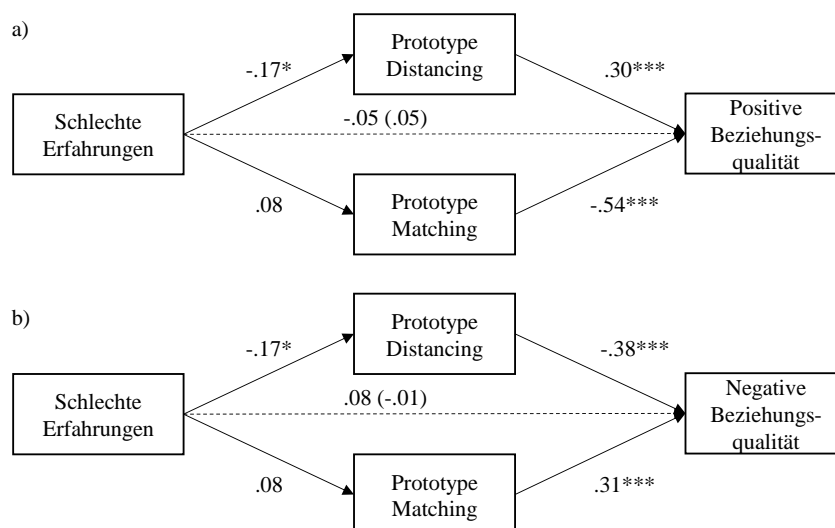 a)
Prototype
Distancing
-.17*
.30***
Schlechte
Erfahrungen
-.05 (.05)
Positive
Beziehungs-
qualität
.08
Prototype
Matching
-.54***
b)
Prototype
Distancing
-.17*
-.38***
Schlechte
Erfahrungen
.08 (-.01)
Negative
Beziehungs-
qualität
.08
Prototype
Matching
.31***